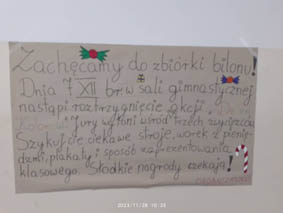 Zachęcamy do zbiórki bilonu!
Dnia 7 XII br. w sali gimnastycznej
nastąpi rozstrzygnięcie akcji
Jury wyłoni wśród trzech zwycięzców.
Szykujcie ciekawe stroje, worek z pienię-
dzmi, plakaty i sposób zaprezentowania
klasowego. Słodkie nagrody czekają!
2023/11/28 10:28